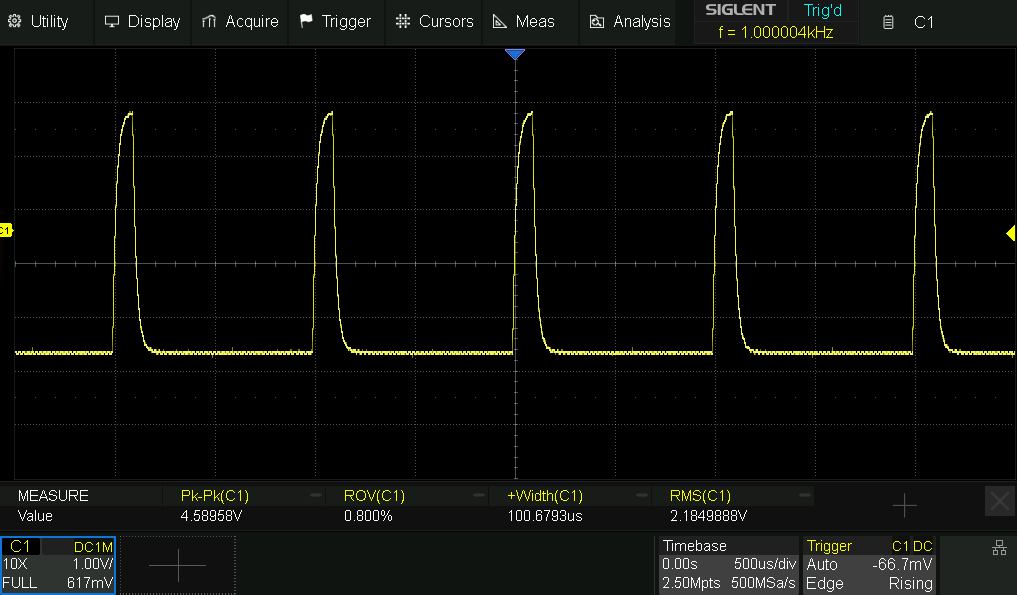 Utility Display Acquire Trigger Cursors Meas Analysis SIGLENT Trig'd C1
f = 1.000004kHz
C1
MEASURE Pk-Pk(C1) ROV(C1) +Width(C1) RMS(C1)
Value 4.58958V 0.800% 100.6793us 2.1849888V
C1 DC1M
10X 1.00V/
FULL 617mV
Timebase
0.00s 500us/div
2.50Mpts 500MSa/s
Trigger C1 DC
Auto -66.7mV
Edge Rising